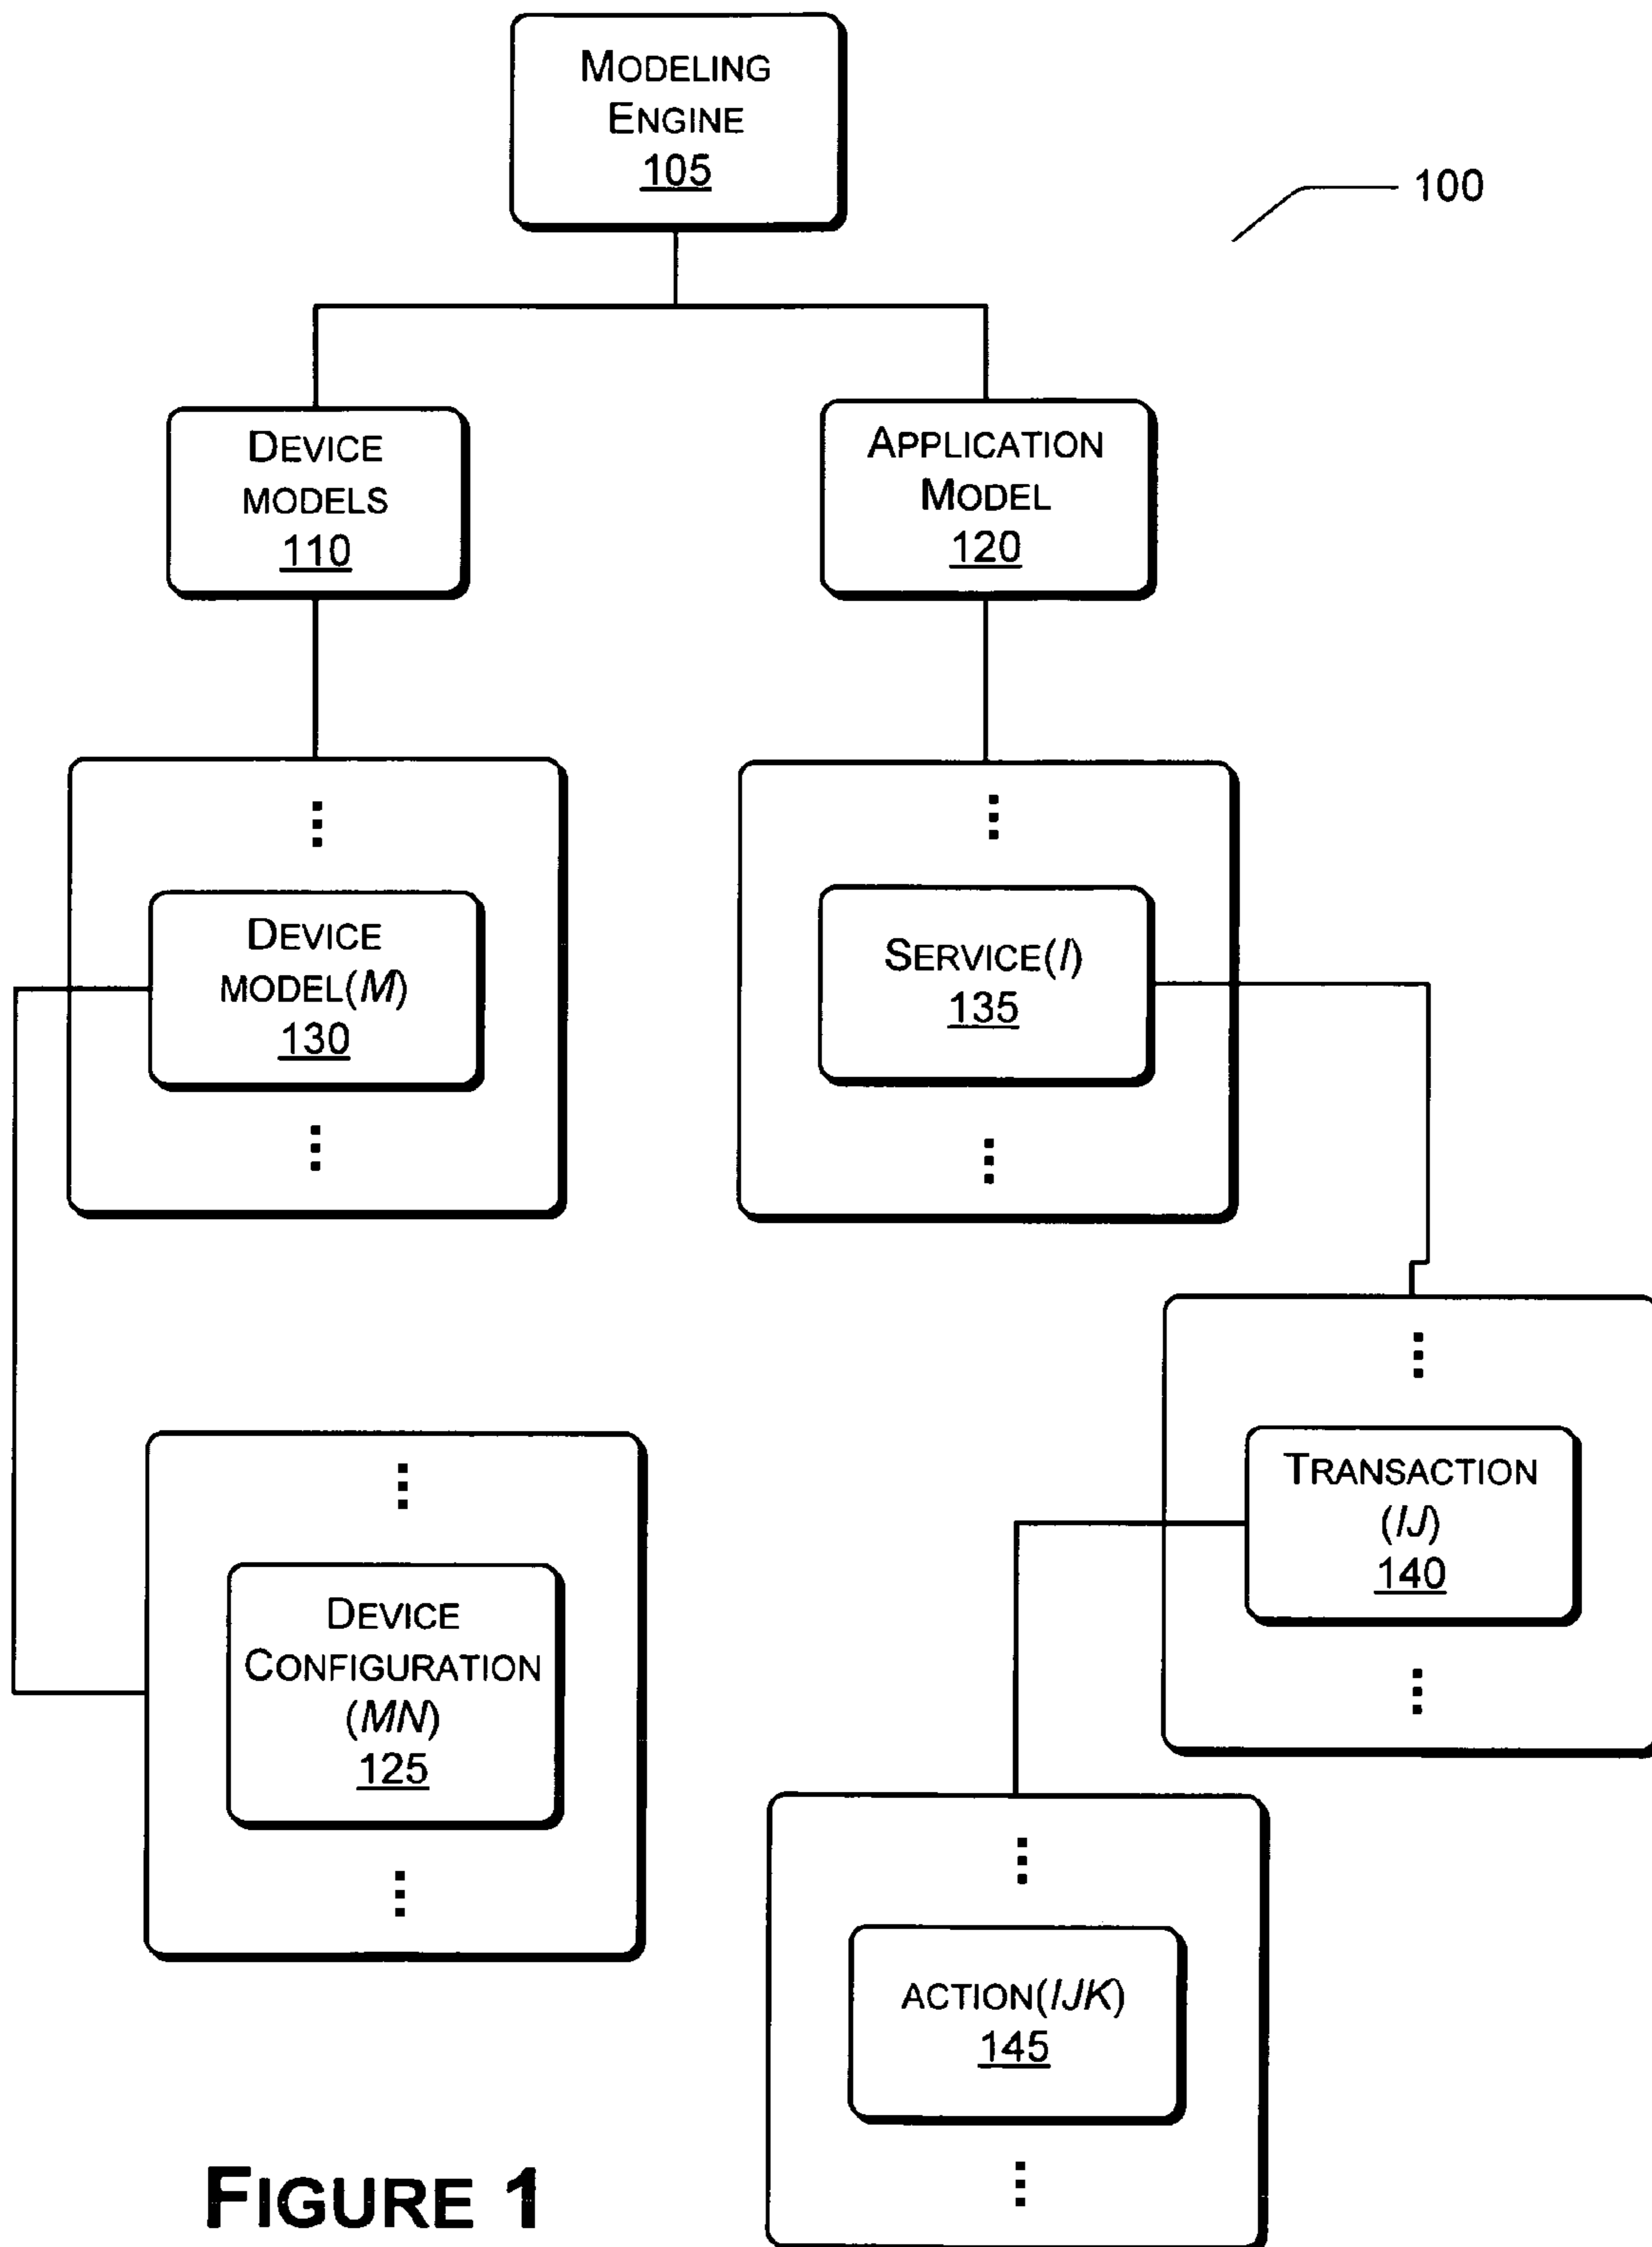 MODELING
ENGINE
105
100
DEVICE
MODELS
110
APPLICATION
MODEL
120
DEVICE
MODEL(M)
130
SERVICE(I)
135
TRANSACTION
(IJ)
140
DEVICE
CONFIGURATION
(MN)
125
ACTION(IJK)
145
FIGURE 1